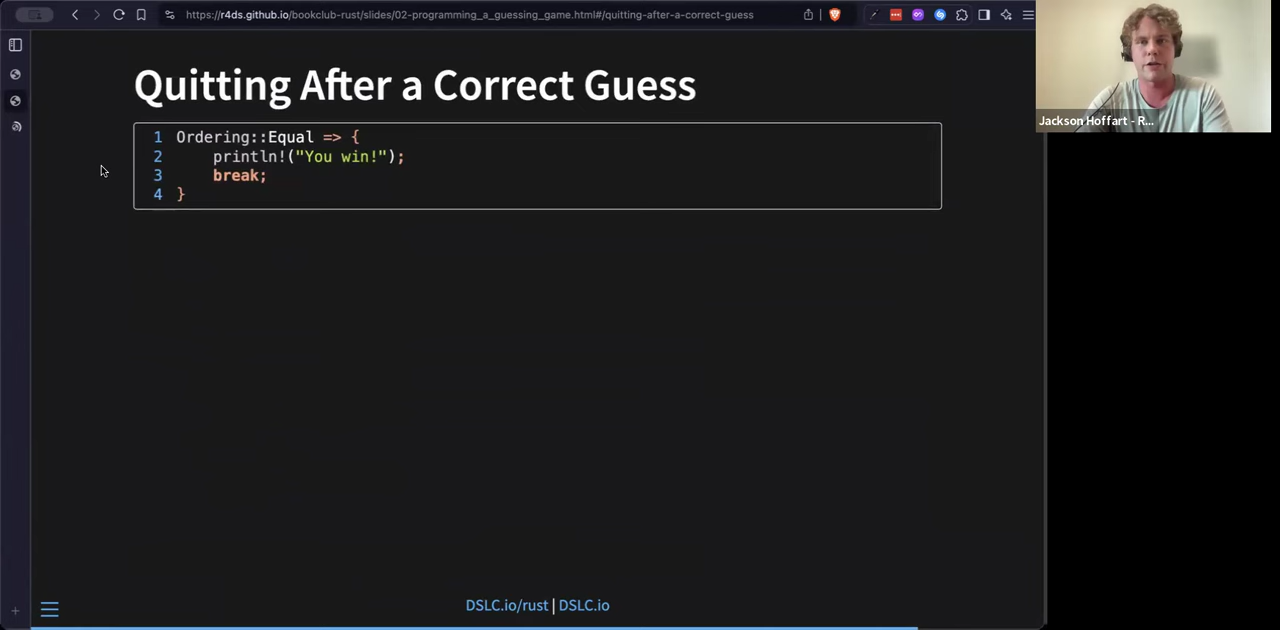 https://r4ds.github.io/bookclub-rust/slides/02-programming_a_guessing_game.html#/quitting-after-a-correct-guess
Quitting After a Correct Guess
1 Ordering::Equal => {
2 println!("You win!");
3 break;
4 }
Jackson Hoffart - R...
DSLC.io/rust | DSLC.io